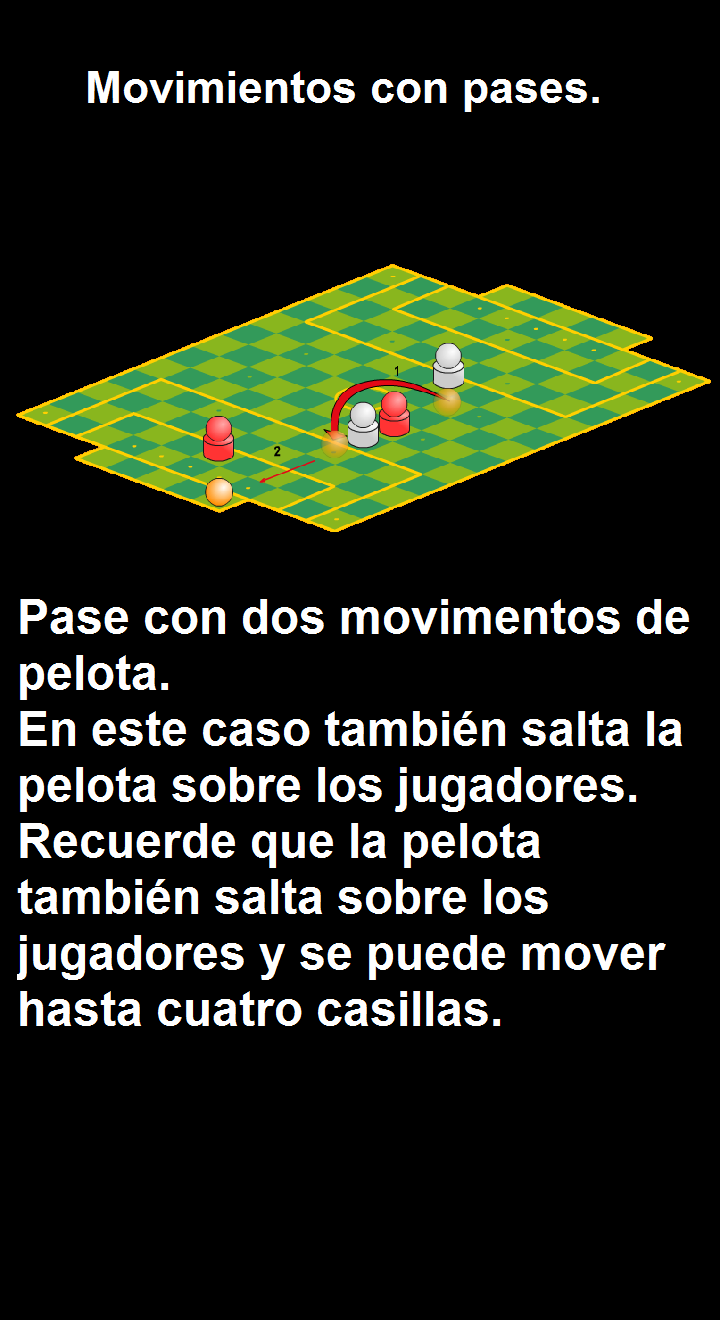 Movimientos con pases.
1
2
Pase con dos movimentos de
pelota.
En este caso también salta la
pelota sobre los jugadores.
Recuerde que la pelota
también salta sobre los
jugadores y se puede mover
hasta cuatro casillas.